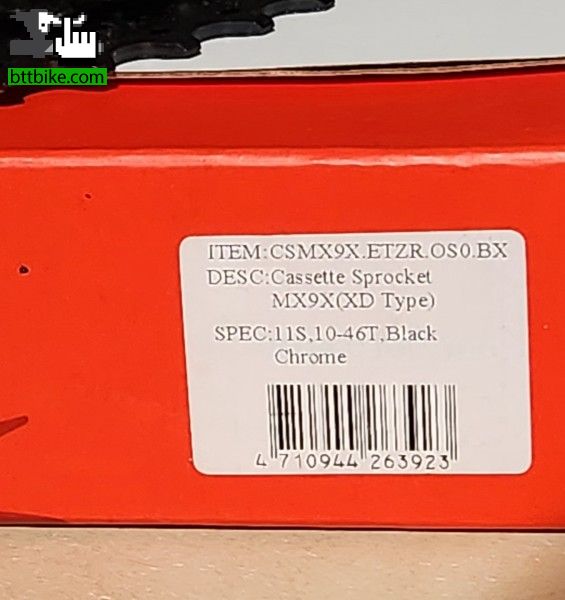 bttbike.com
ITEM:CSMX9X.ETZR.OS0.BX
DESC:Cassette Sprocket
MX9X(XD Type)
SPEC:11S,10-46T,Black
Chrome
4 710944 263923